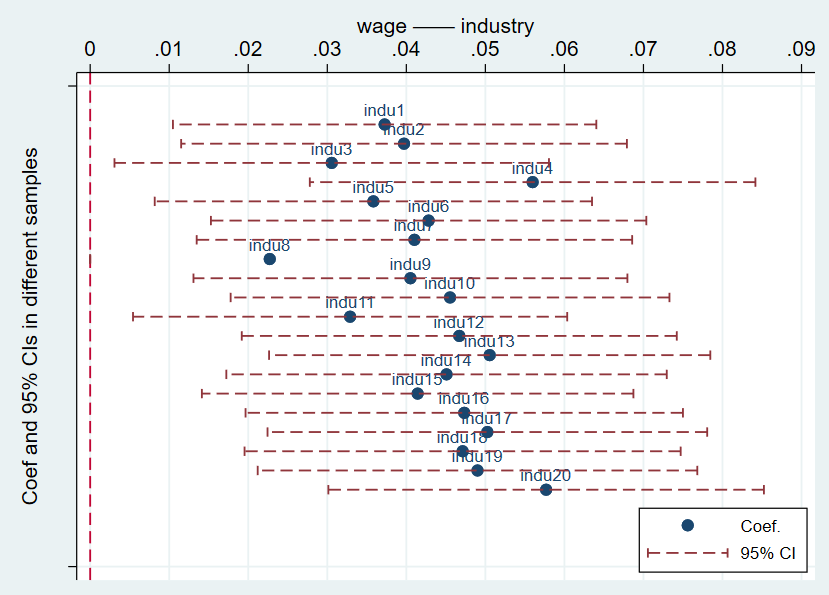 wage —— industry
0 .01 .02 .03 .04 .05 .06 .07 .08 .09
Coef and 95% CIs in different samples
indu1
indu2
indu3
indu4
indu5
indu6
indu7
indu8
indu9
indu10
indu11
indu12
indu13
indu14
indu15
indu16
indu17
indu18
indu19
indu20
Coef.
95% CI